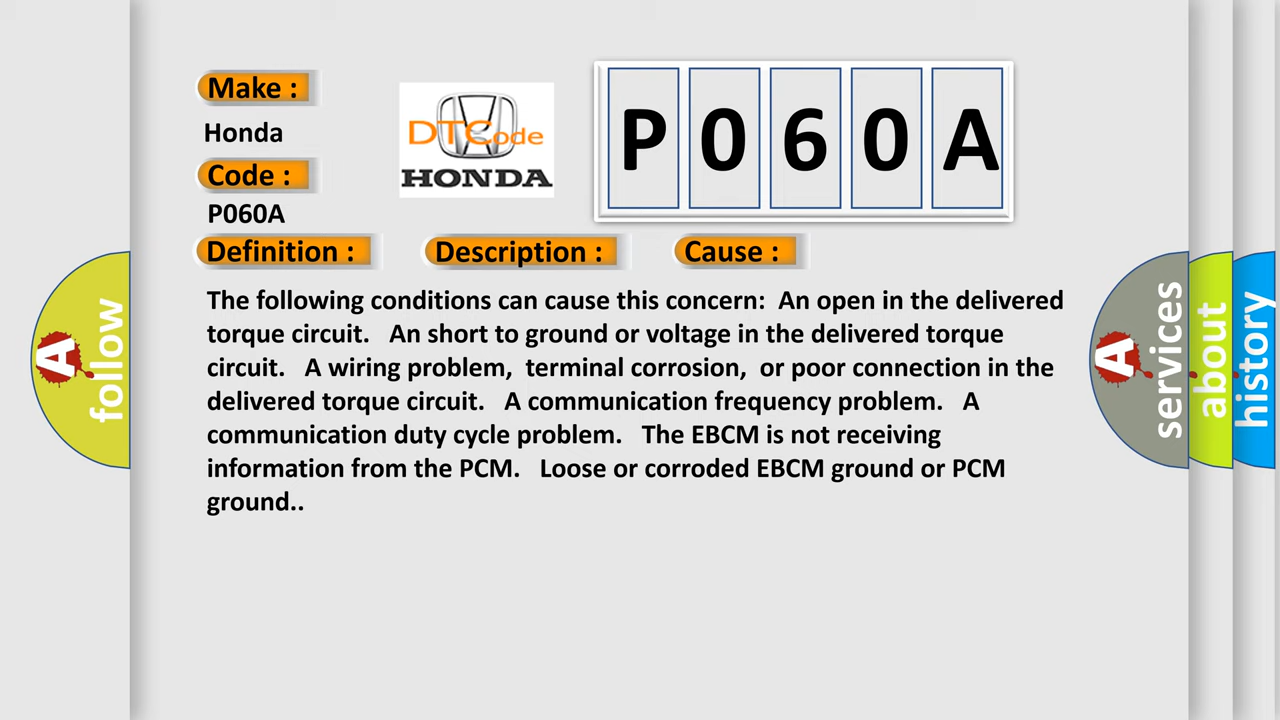 Make :
Honda
Code :
P060A
DTCode
HONDA
P060A
Definition :
Description :
Cause :
The following conditions can cause this concern: An open in the delivered
torque circuit. An short to ground or voltage in the delivered torque
circuit. A wiring problem, terminal corrosion, or poor connection in the
delivered torque circuit. A communication frequency problem. A
communication duty cycle problem. The EBCM is not receiving
information from the PCM. Loose or corroded EBCM ground or PCM
ground..
A follow
A services
about
history